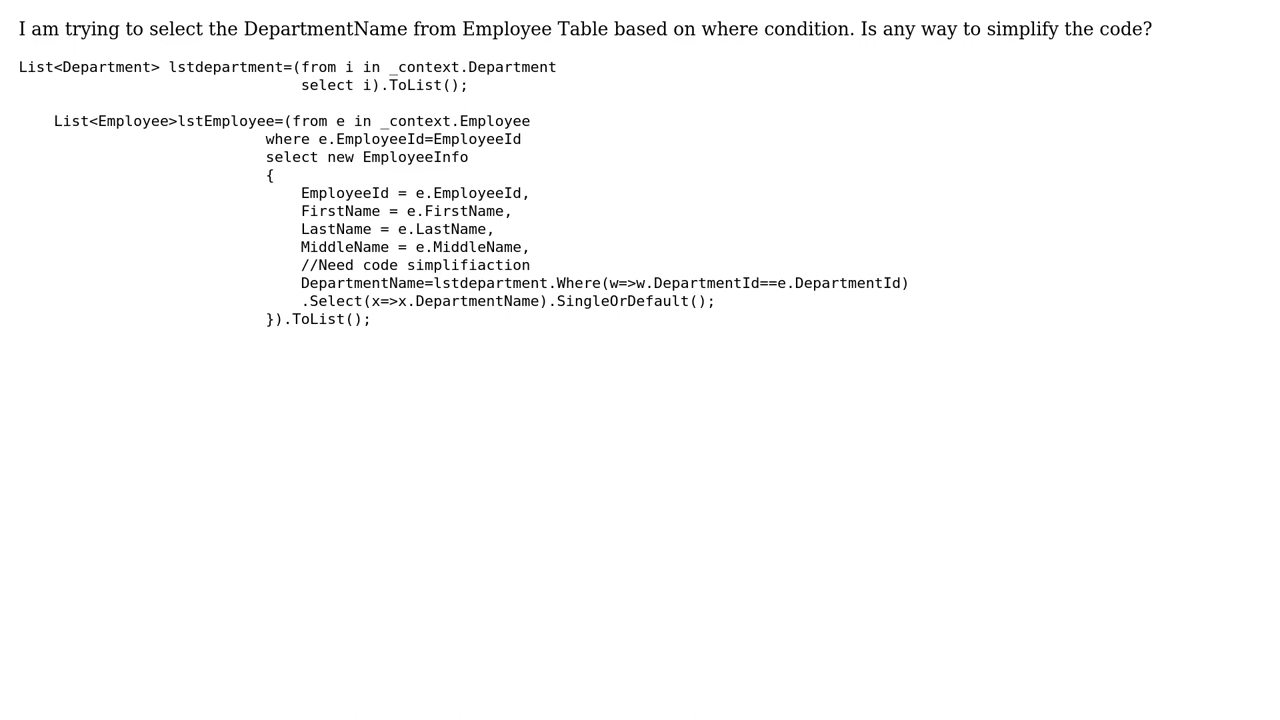 I am trying to select the DepartmentName from Employee Table based on where condition. Is any way to simplify the code?
List<Department> lstdepartment=(from i in _context.Department
                                select i).ToList();

    List<Employee>lstEmployee=(from e in _context.Employee
                            where e.EmployeeId=EmployeeId
                            select new EmployeeInfo
                            {
                                EmployeeId = e.EmployeeId,
                                FirstName = e.FirstName,
                                LastName = e.LastName,
                                MiddleName = e.MiddleName,
                                //Need code simplifiaction
                                DepartmentName=lstdepartment.Where(w=>w.DepartmentId==e.DepartmentId)
                                .Select(x=>x.DepartmentName).SingleOrDefault();
                            }).ToList();